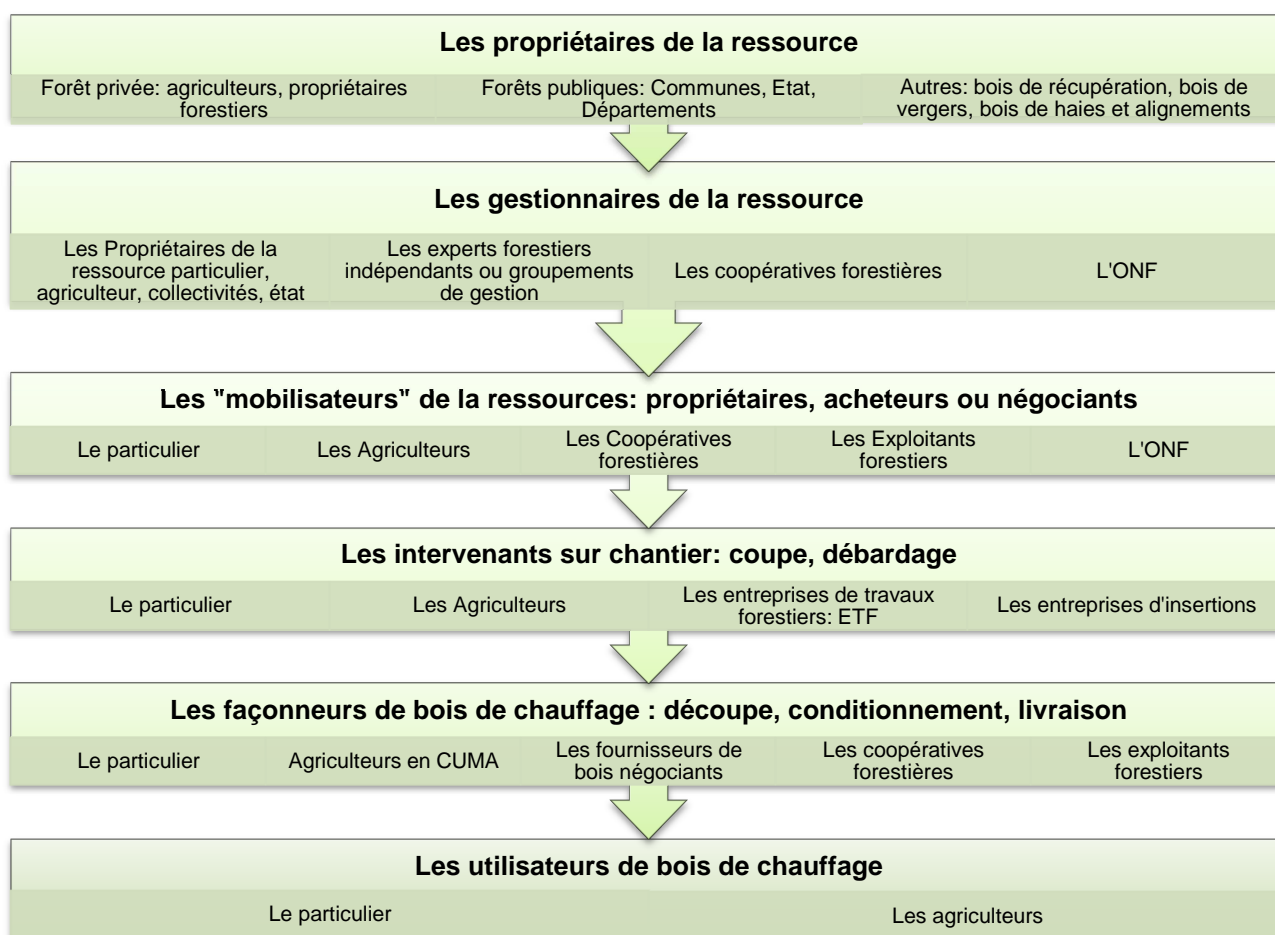 Les propriétaires de la ressource
Forêt privée: agriculteurs, propriétaires
forestiers
Forêts publiques: Communes, Etat,
Départements
Autres: bois de récupération, bois de
vergers, bois de haies et alignements
Les gestionnaires de la ressource
Les Propriétaires de la
ressource particulier,
agriculteur, collectivités, état
Les experts forestiers
indépendants ou groupements
de gestion
Les coopératives forestières
L'ONF
Les "mobilisateurs" de la ressources: propriétaires, acheteurs ou négociants
Le particulier
Les Agriculteurs
Les Coopératives
forestières
Les Exploitants
forestiers
L'ONF
Les intervenants sur chantier: coupe, débardage
Le particulier
Les Agriculteurs
Les entreprises de travaux
forestiers: ETF
Les entreprises d'insertions
Les façonneurs de bois de chauffage : découpe, conditionnement, livraison
Le particulier
Agriculteurs en CUMA
Les fournisseurs de
bois négociants
Les coopératives
forestières
Les exploitants
forestiers
Les utilisateurs de bois de chauffage
Le particulier
Les agriculteurs